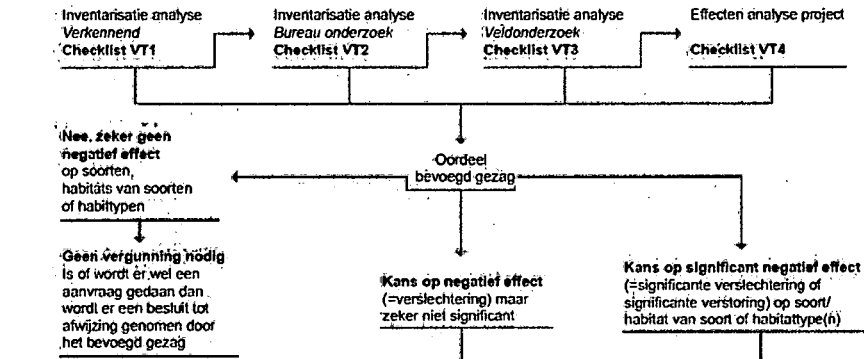 Inventarisatie analyse
Verkennend
Checklist VT1
Inventarisatie analyse
Bureau onderzoek
Checklist VT2
Inventarisatie analyse
Veldonderzoek
Checklist VT3
Effecten analyse project
Checklist VT4
Nee, zeker geen
negatief effect
op soorten,
habitats van soorten
of habittypen
Oordeel
bevoegd gezag
Geen vergunning nodig
Is of wordt er wel een
aanvraag gedaan dan
wordt er een besluit tot
afwijzing genomen door
het bevoegd gezag
Kans op negatief effect
(=verslechtering) maar
zeker niet significant
Kans op significant negatief effect
(=significante verslechtering of
significante verstoring) op soort/
habitat van soort of habitattype(n)